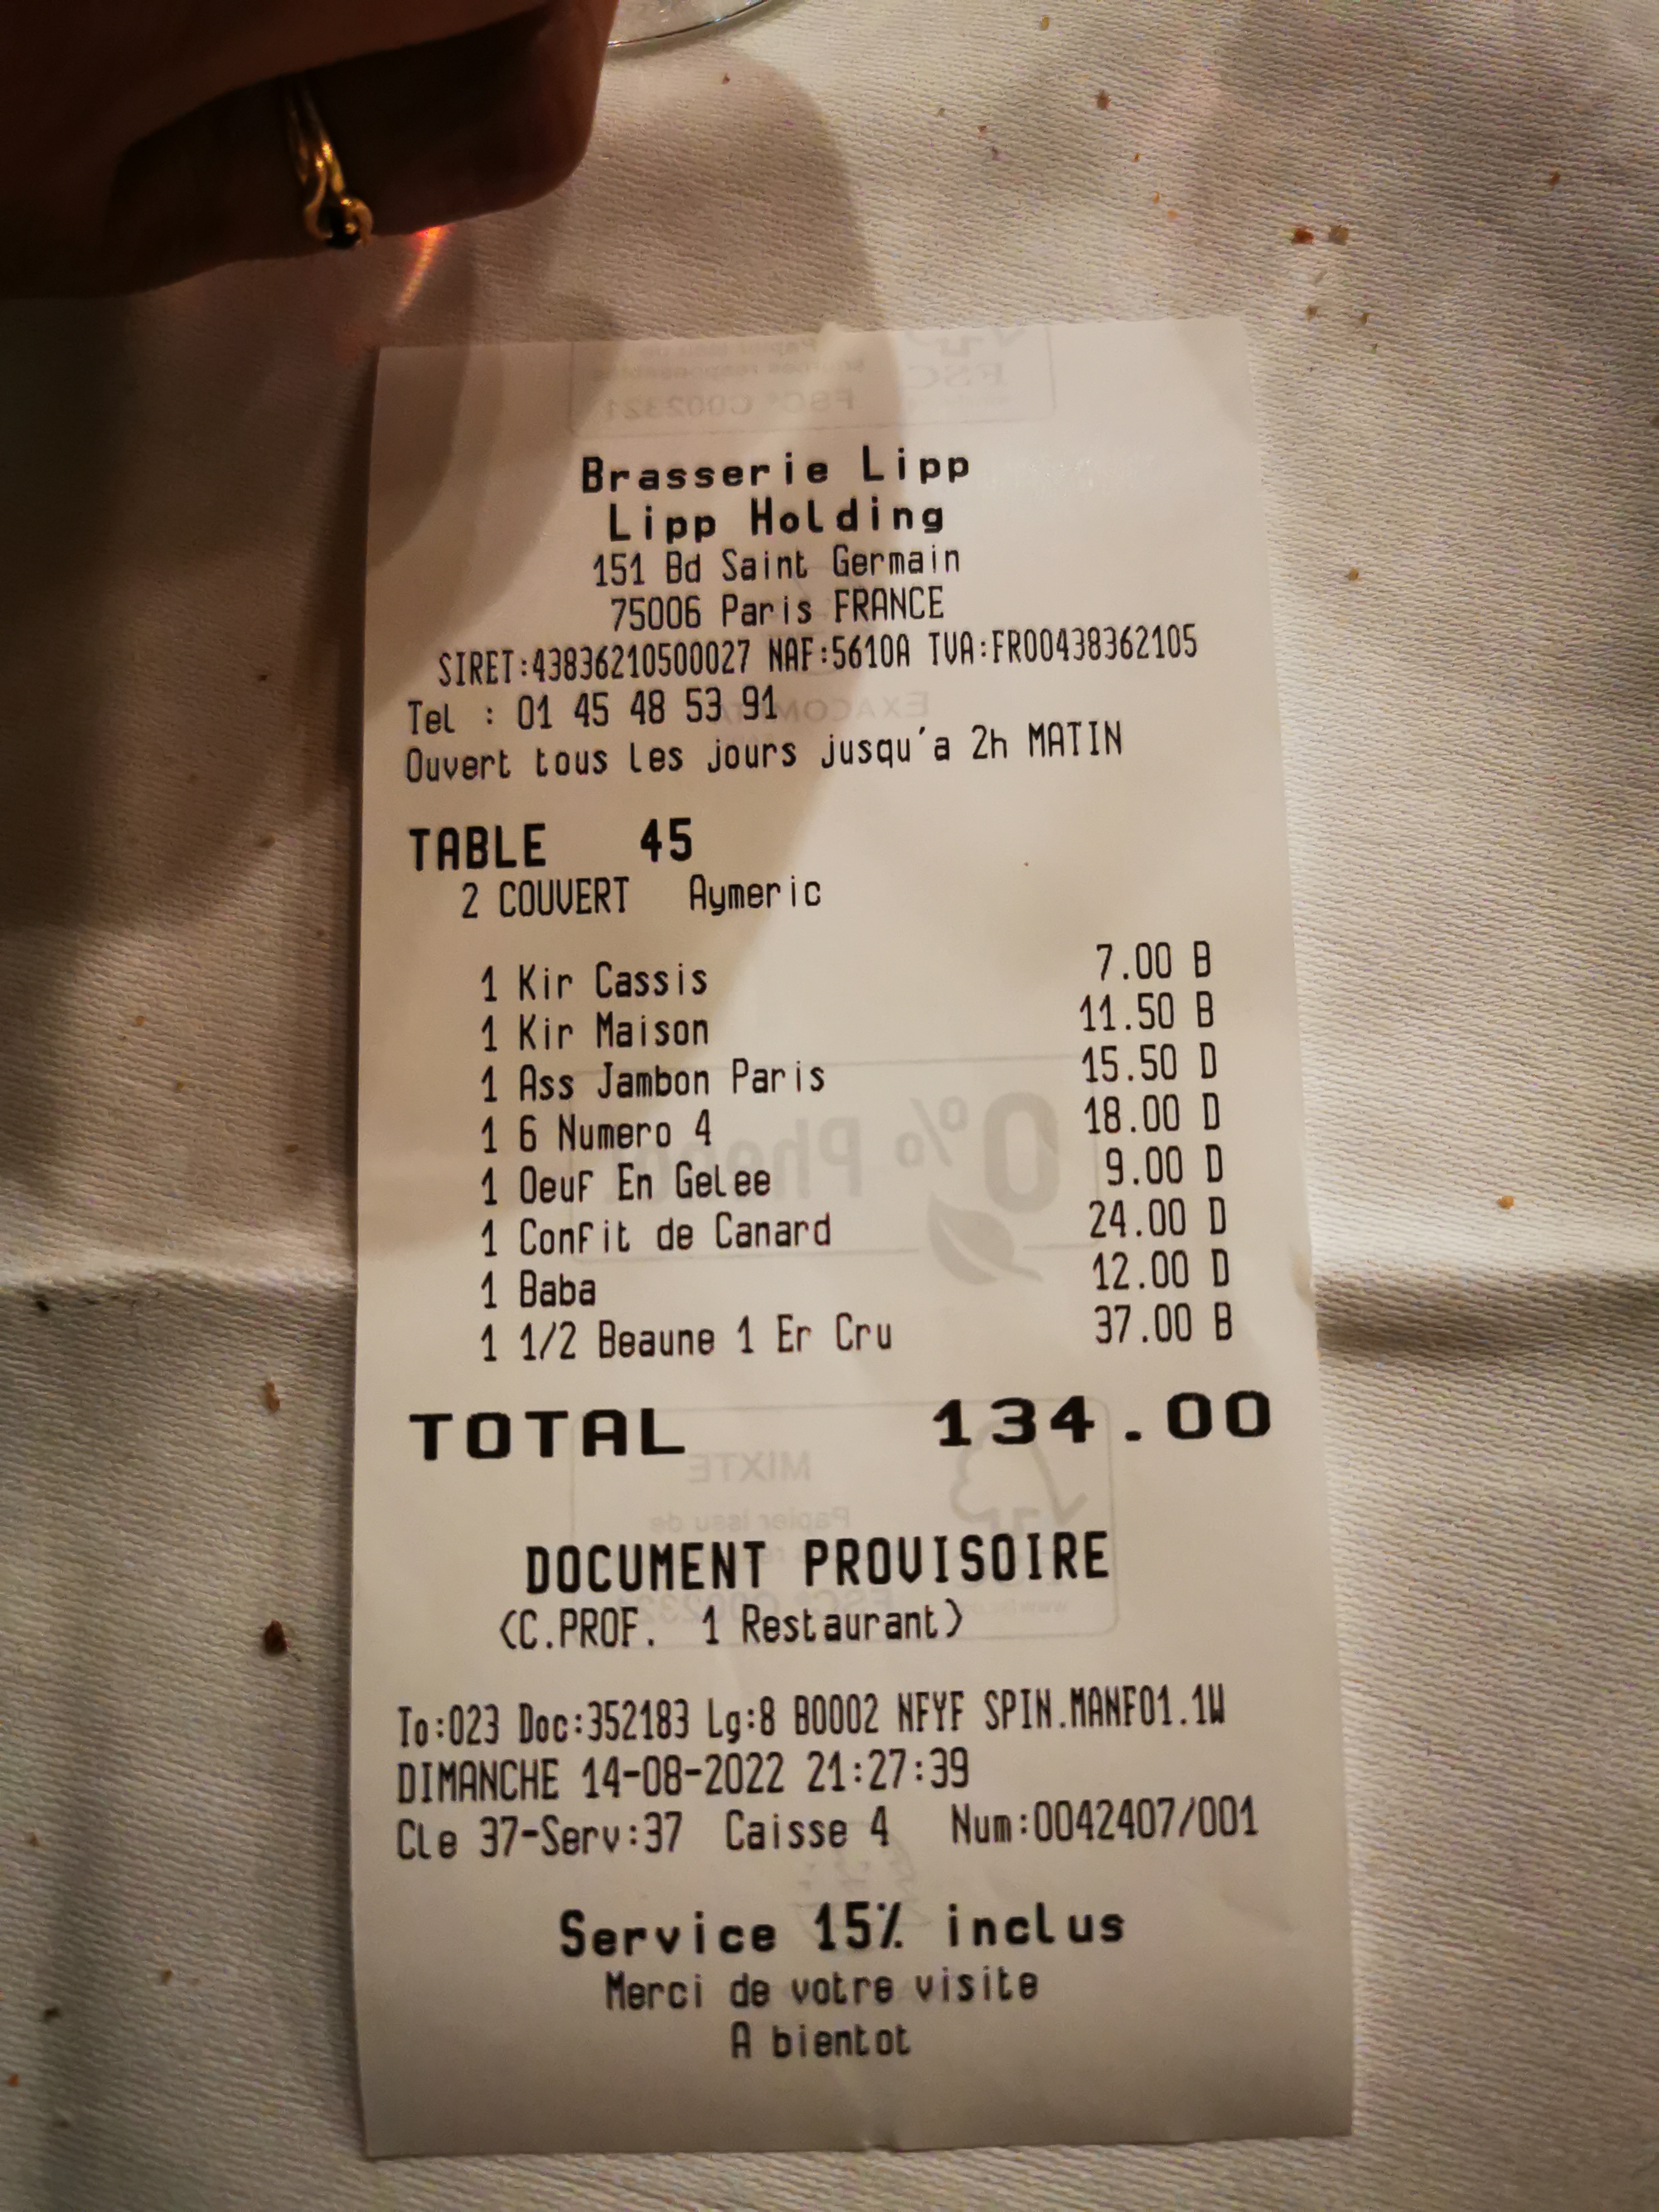 Brasserie Lipp
Lipp Holding
151 Bd Saint Germain
75006 Paris FRANCE
SIRET:43836210500027 NAF:5610A TVA:FR00438362105
Tel : 01 45 48 53 91
Ouvert tous les jours jusqu'a 2h MATIN
TABLE 45
2 COUVERT Aymeric
1 Kir Cassis 7.00 B
1 Kir Maison 11.50 B
1 Ass Jambon Paris 15.50 D
1 6 Numero 4 18.00 D
1 Oeuf En Gelee 9.00 D
1 Confit de Canard 24.00 D
1 Baba 12.00 D
1 1/2 Beaune 1 Er Cru 37.00 B
TOTAL 134.00
DOCUMENT PROVISOIRE
(C.PROF. 1 Restaurant)
To:023 Doc:352183 Lg:8 B0002 NFYF SPIN.MANF01.1W
DIMANCHE 14-08-2022 21:27:39
Cle 37-Serv:37 Caisse 4 Num:0042407/001
Service 15% inclus
Merci de votre visite
A bientot